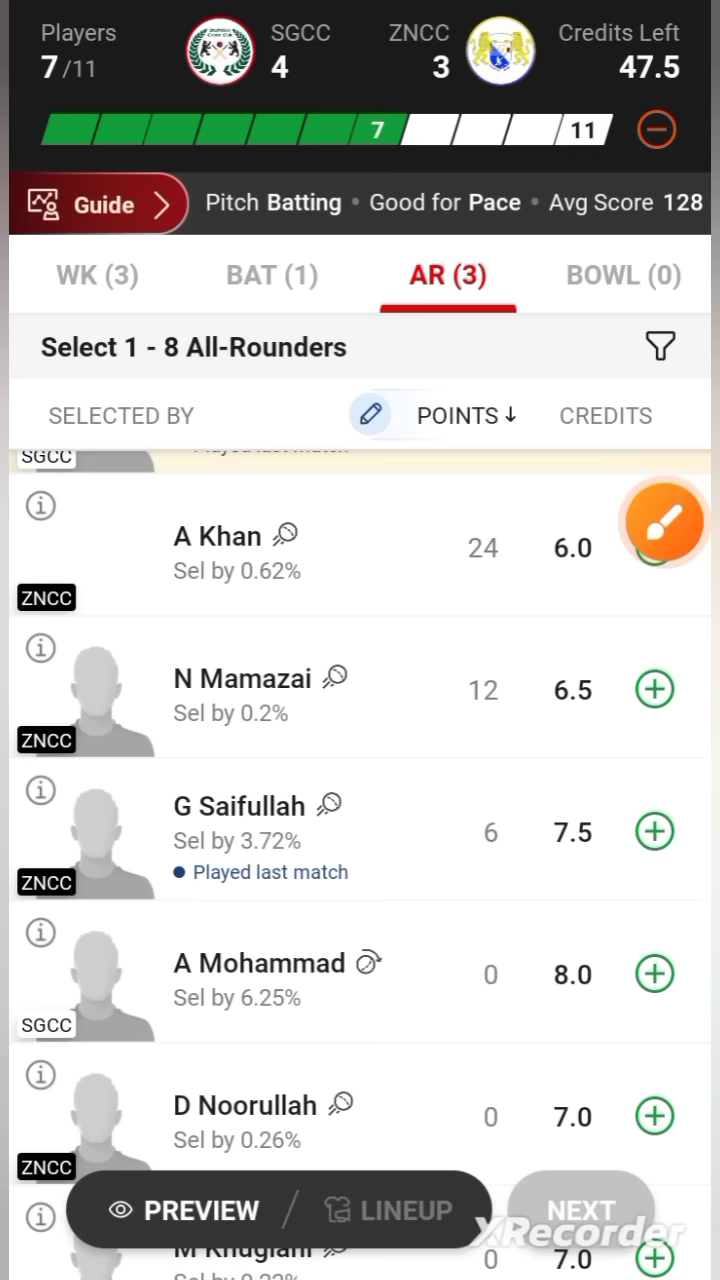 Players SGCC ZNCC Credits Left
7/11 4 3 47.5
7 11
Guide Pitch Batting • Good for Pace • Avg Score 128
WK (3) BAT (1) AR (3) BOWL (0)
Select 1 - 8 All-Rounders
SELECTED BY POINTS↓ CREDITS
SGCC Played last match
A Khan 24 6.0
Sel by 0.62%
ZNCC
N Mamazai 12 6.5
Sel by 0.2%
ZNCC
G Saifullah 6 7.5
Sel by 3.72%
Played last match
ZNCC
A Mohammad 0 8.0
Sel by 6.25%
SGCC
D Noorullah 0 7.0
Sel by 0.26%
ZNCC
PREVIEW / LINEUP NEXT
XRecorder
0 7.0